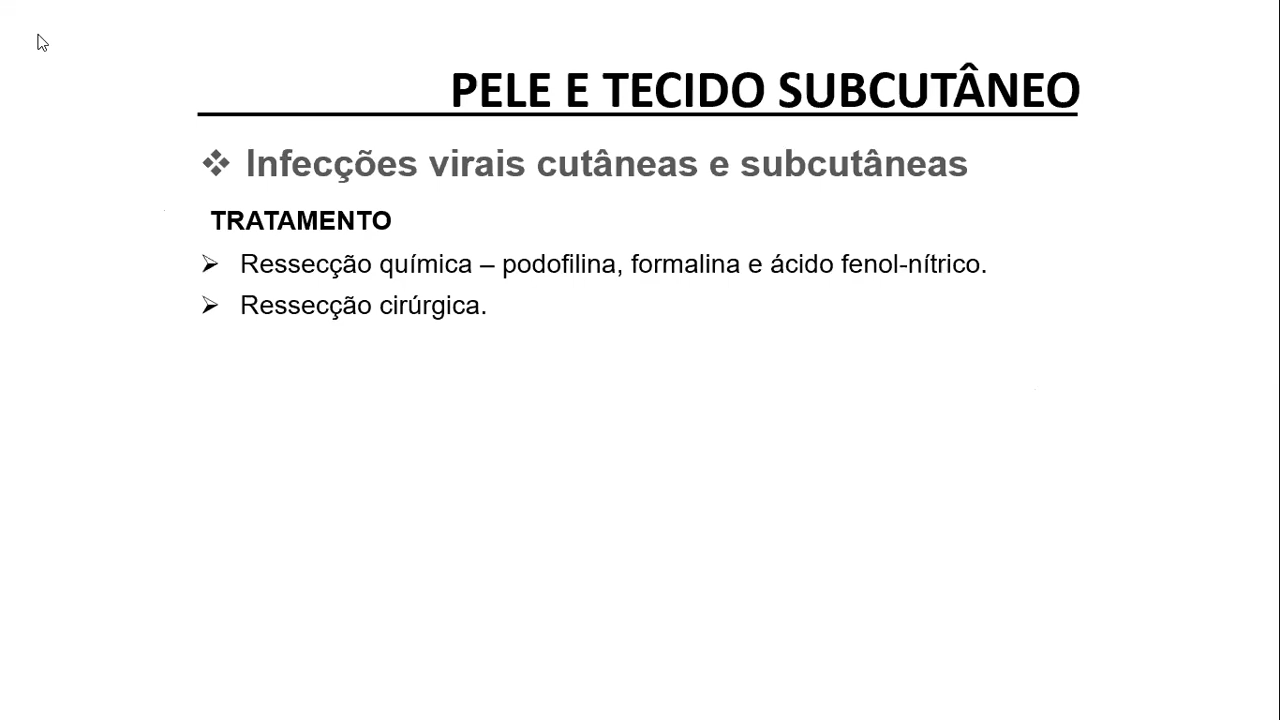 PELE E TECIDO SUBCUTÂNEO
Infecções virais cutâneas e subcutâneas
TRATAMENTO
Ressecção química – podofilina, formalina e ácido fenol-nítrico.
Ressecção cirúrgica.